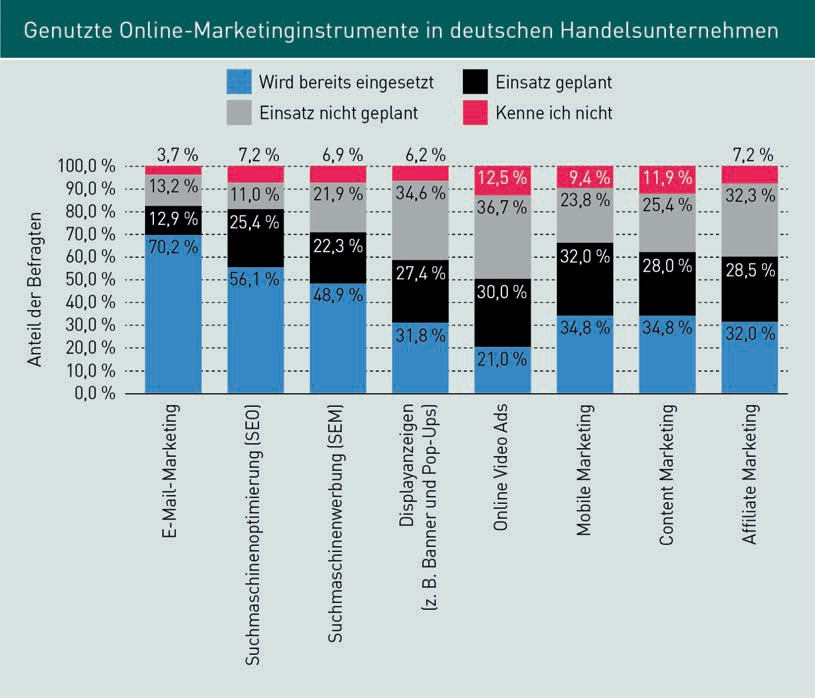 Genutzte Online-Marketinginstrumente in deutschen Handelsunternehmen
Wird bereits eingesetzt
Einsatz geplant
Einsatz nicht geplant
Kenne ich nicht
Anteil der Befragten
100,0 %
90,0 %
80,0 %
70,0 %
60,0 %
50,0 %
40,0 %
30,0 %
20,0 %
10,0 %
0,0 %
3,7 %
13,2 %
12,9 %
70,2 %
E-Mail-Marketing
7,2 %
11,0 %
25,4 %
56,1 %
Suchmaschinenoptimierung (SEO)
6,9 %
21,9 %
22,3 %
48,9 %
Suchmaschinenwerbung (SEM)
6,2 %
34,6 %
27,4 %
31,8 %
Displayanzeigen
(z. B. Banner und Pop-Ups)
12,5 %
36,7 %
30,0 %
21,0 %
Online Video Ads
9,4 %
23,8 %
32,0 %
34,8 %
Mobile Marketing
11,9 %
25,4 %
28,0 %
34,8 %
Content Marketing
7,2 %
32,3 %
28,5 %
32,0 %
Affiliate Marketing